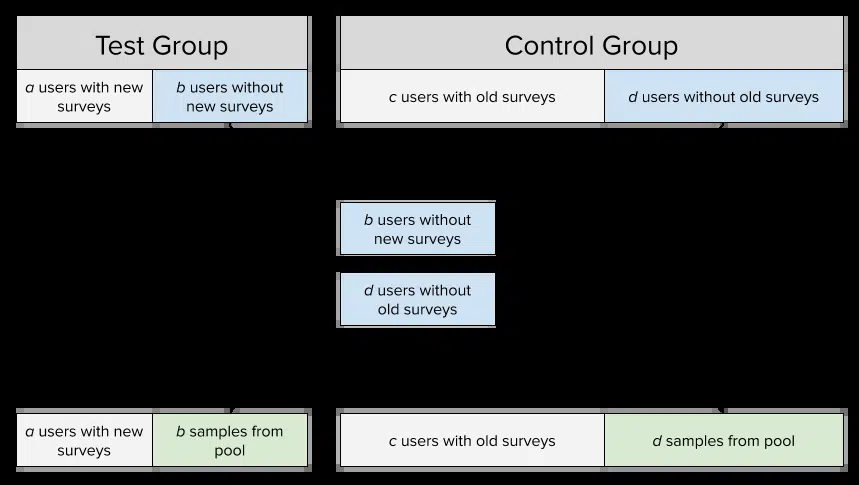 Test Group
Control Group
a users with new
surveys
b users without
new surveys
c users with old surveys
d users without old surveys
b users without
new surveys
d users without
old surveys
a users with new
surveys
b samples from
pool
c users with old surveys
d samples from pool